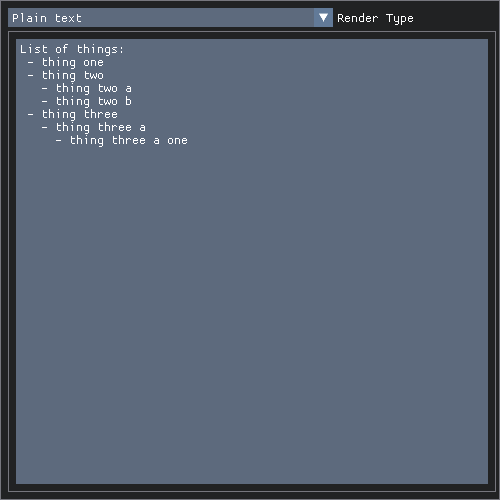 Plain text ▼ Render Type
List of things:
 - thing one
 - thing two
   - thing two a
   - thing two b
 - thing three
   - thing three a
     - thing three a one